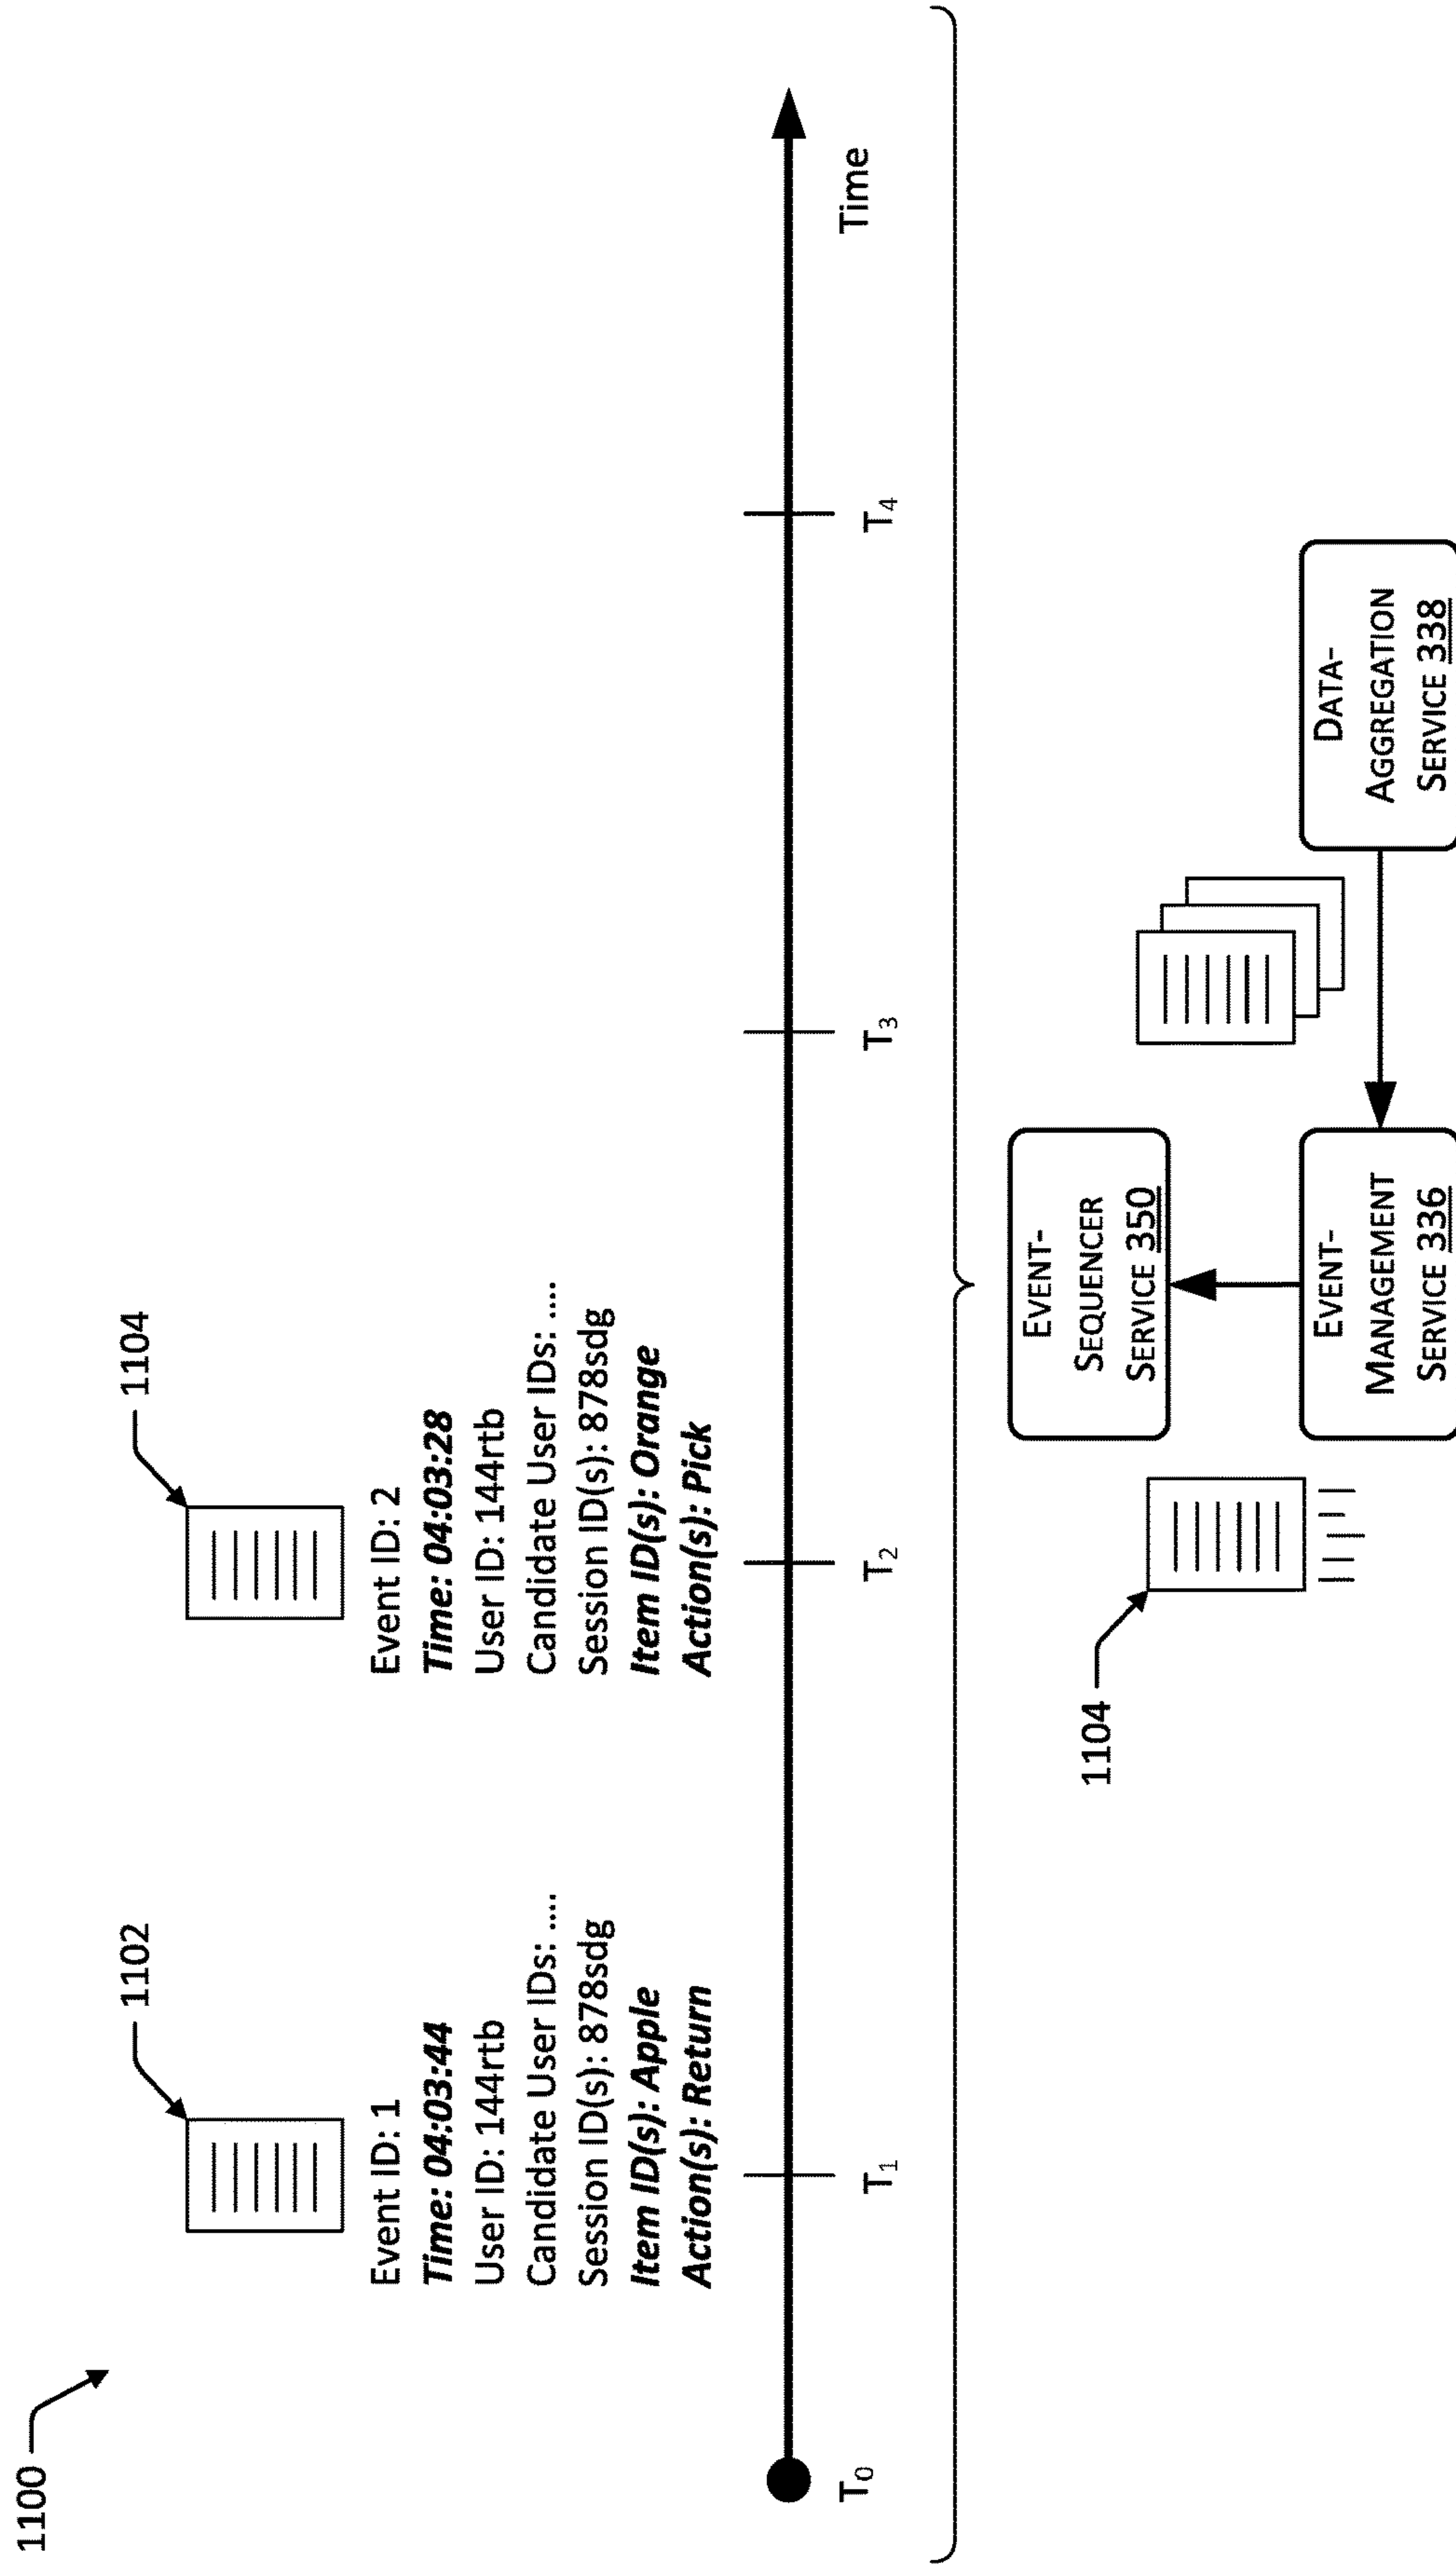 1100
1102
Event ID: 1
Time: 04:03:44
User ID: 144rtb
Candidate User IDs: ....
Session ID(s): 878sdg
Item ID(s): Apple
Action(s): Return
1104
Event ID: 2
Time: 04:03:28
User ID: 144rtb
Candidate User IDs: ....
Session ID(s): 878sdg
Item ID(s): Orange
Action(s): Pick
T0
T1
T2
T3
T4
Time
EVENT-
SEQUENCER
SERVICE 350
1104
EVENT-
MANAGEMENT
SERVICE 336
DATA-
AGGREGATION
SERVICE 338